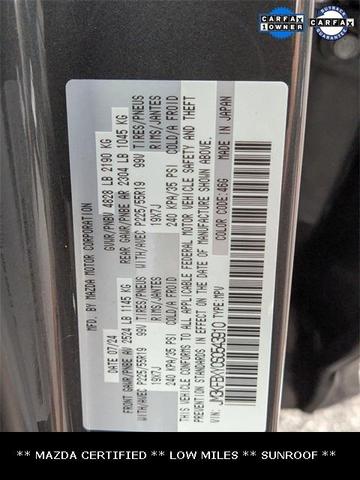 CARFAX
1 OWNER
BUYBACK
CARFAX
GUARANTEE
MFD. BY MAZDA MOTOR CORPORATION
07/24 GVWR/PNBV 4828 LB 2190 KG
FRONT GAWR/PNBE AV 2524 LB 1145 KG REAR GAWR/PNBE AR 2304 LB 1045 KG
WITH/AVEC P225/55R19 99V TIRES/PNEUS WITH/AVEC P225/55R19 99V TIRES/PNEUS
19X7J RIMS/JANTES 19X7J RIMS/JANTES
240 KPA/35 PSI COLD/A FROID 240 KPA/35 PSI COLD/A FROID
THIS VEHICLE CONFORMS TO ALL APPLICABLE FEDERAL MOTOR VEHICLE SAFETY AND THEFT
PREVENTION STANDARDS IN EFFECT ON THE DATE OF MANUFACTURE SHOWN ABOVE.
MADE IN JAPAN
COLOR CODE:46G
TYPE:MPV
VIN:
** MAZDA CERTIFIED ** LOW MILES ** SUNROOF **